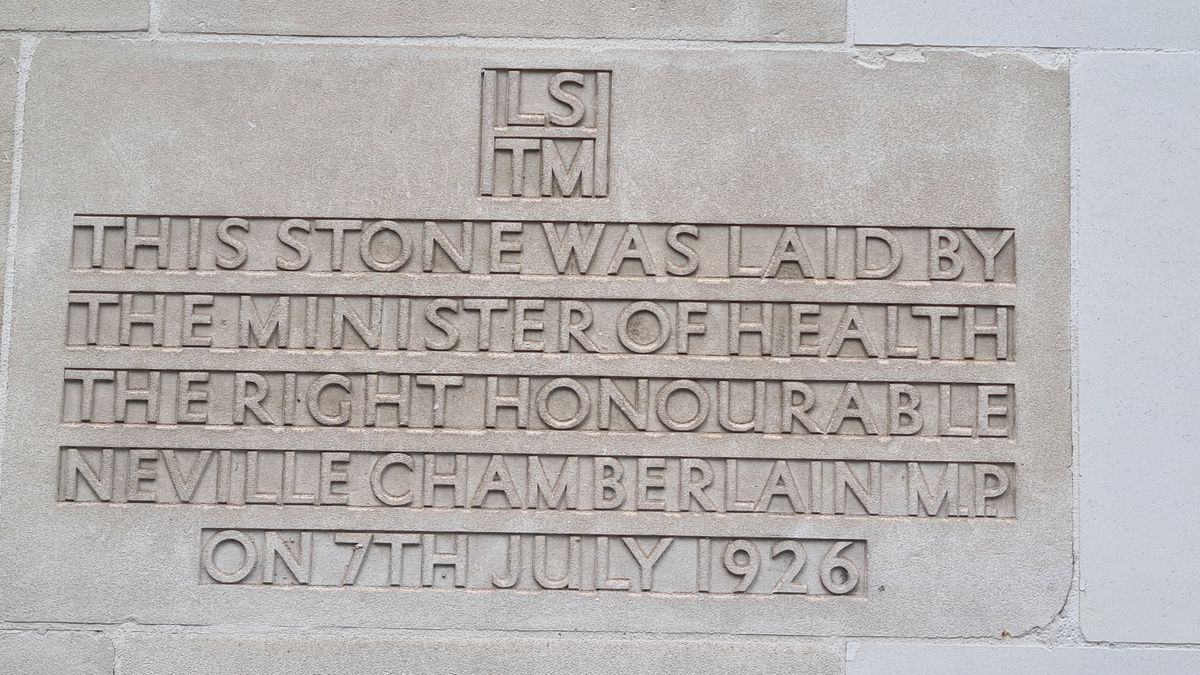 LS
TM
THIS STONE WAS LAID BY
THE MINISTER OF HEALTH
THE RIGHT HONOURABLE
NEVILLE CHAMBERLAIN M.P.
ON 7TH JULY 1926